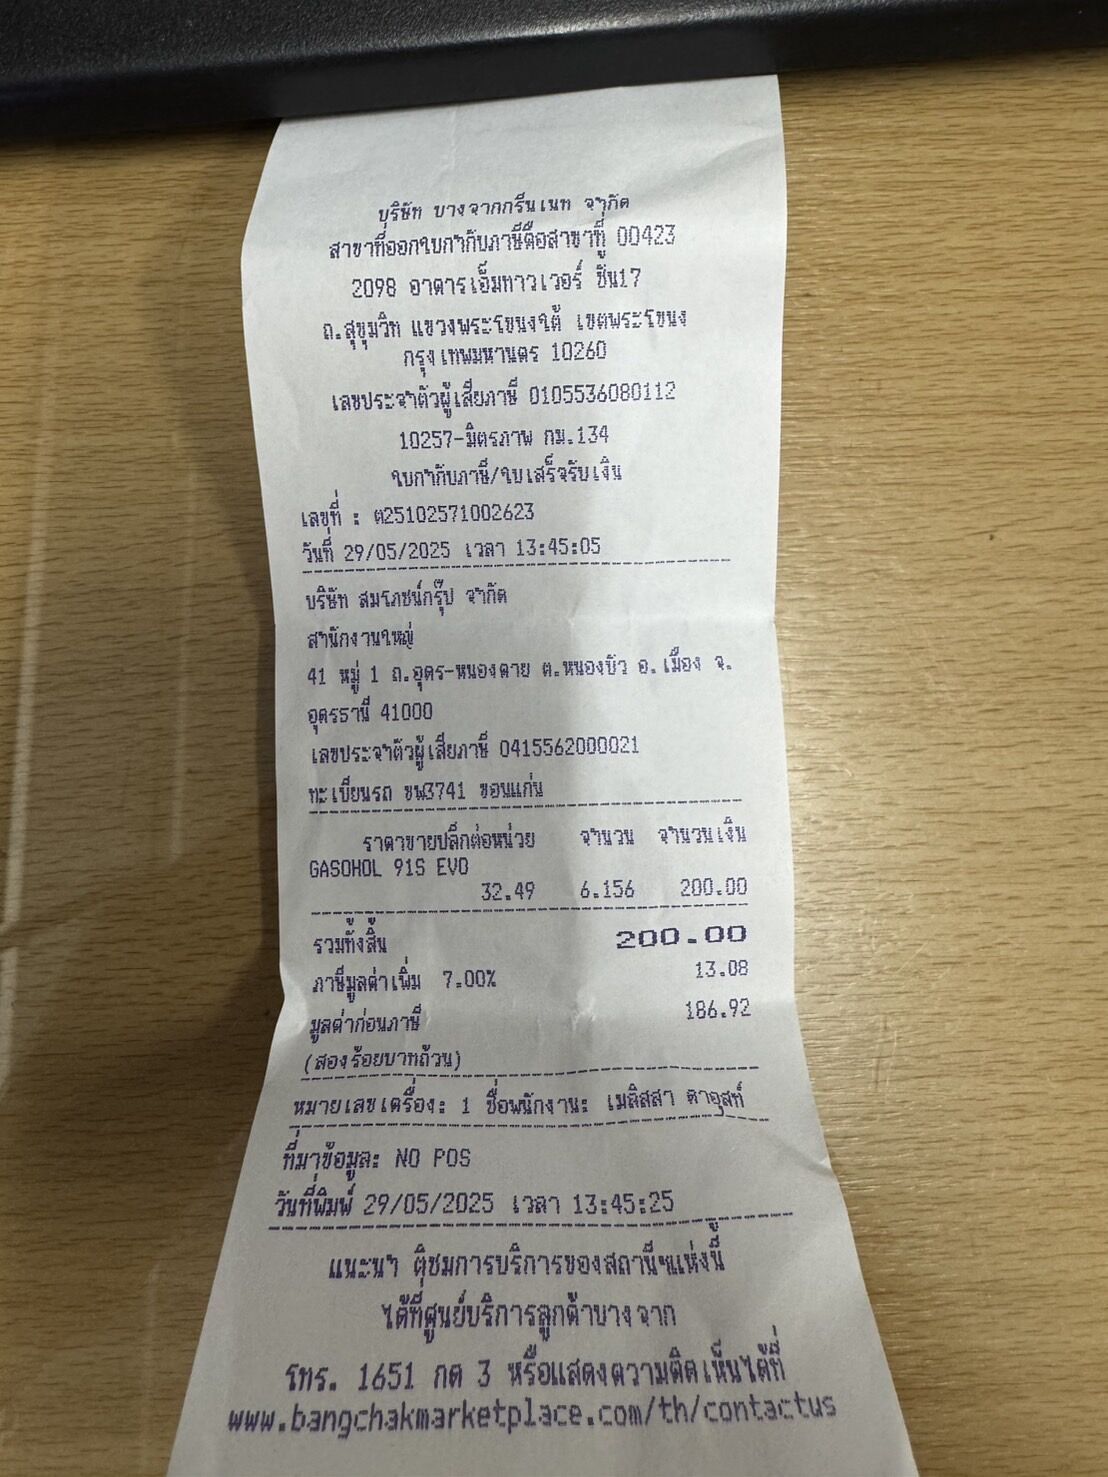 บริษัท บางจากกรีนเนท จำกัด
สาขาที่ออกใบกำกับภาษีคือสาขาที่ 00423
2098 อาคารเอ็มทาวเวอร์ ชั้น17
ถ.สุขุมวิท แขวงพระโขนงใต้ เขตพระโขนง
กรุงเทพมหานคร 10260
เลขประจำตัวผู้เสียภาษี 0105536080112
10257-มิตรภาพ กม.134
ใบกำกับภาษี/ใบเสร็จรับเงิน
เลขที่ : ต25102571002623
วันที่ 29/05/2025 เวลา 13:45:05
บริษัท สมโภชน์กรุ๊ป จำกัด
สำนักงานใหญ่
41 หมู่ 1 ถ.อุดร-หนองตาย ต.หนองบัว อ.เมือง จ.
อุดรธานี 41000
เลขประจำตัวผู้เสียภาษี 0415562000021
ทะเบียนรถ ขพ3741 ขอนแก่น
ราคาขายปลีกต่อหน่วย จำนวน จำนวนเงิน
GASOHOL 91S EVO
32.49 6.156 200.00
รวมทั้งสิ้น 200.00
ภาษีมูลค่าเพิ่ม 7.00% 13.08
มูลค่าก่อนภาษี 186.92
(สองร้อยบาทถ้วน)
หมายเลขเครื่อง: 1 ชื่อพนักงาน: เมลิสสา ดาอุสท์
ที่มาข้อมูล: NO POS
วันที่พิมพ์ 29/05/2025 เวลา 13:45:25
แนะนำ ติชมการบริการของสถานีฯแห่งนี้
ได้ที่ศูนย์บริการลูกค้าบางจาก
โทร. 1651 กด 3 หรือแสดงความคิดเห็นได้ที่
www.bangchakmarketplace.com/th/contactus